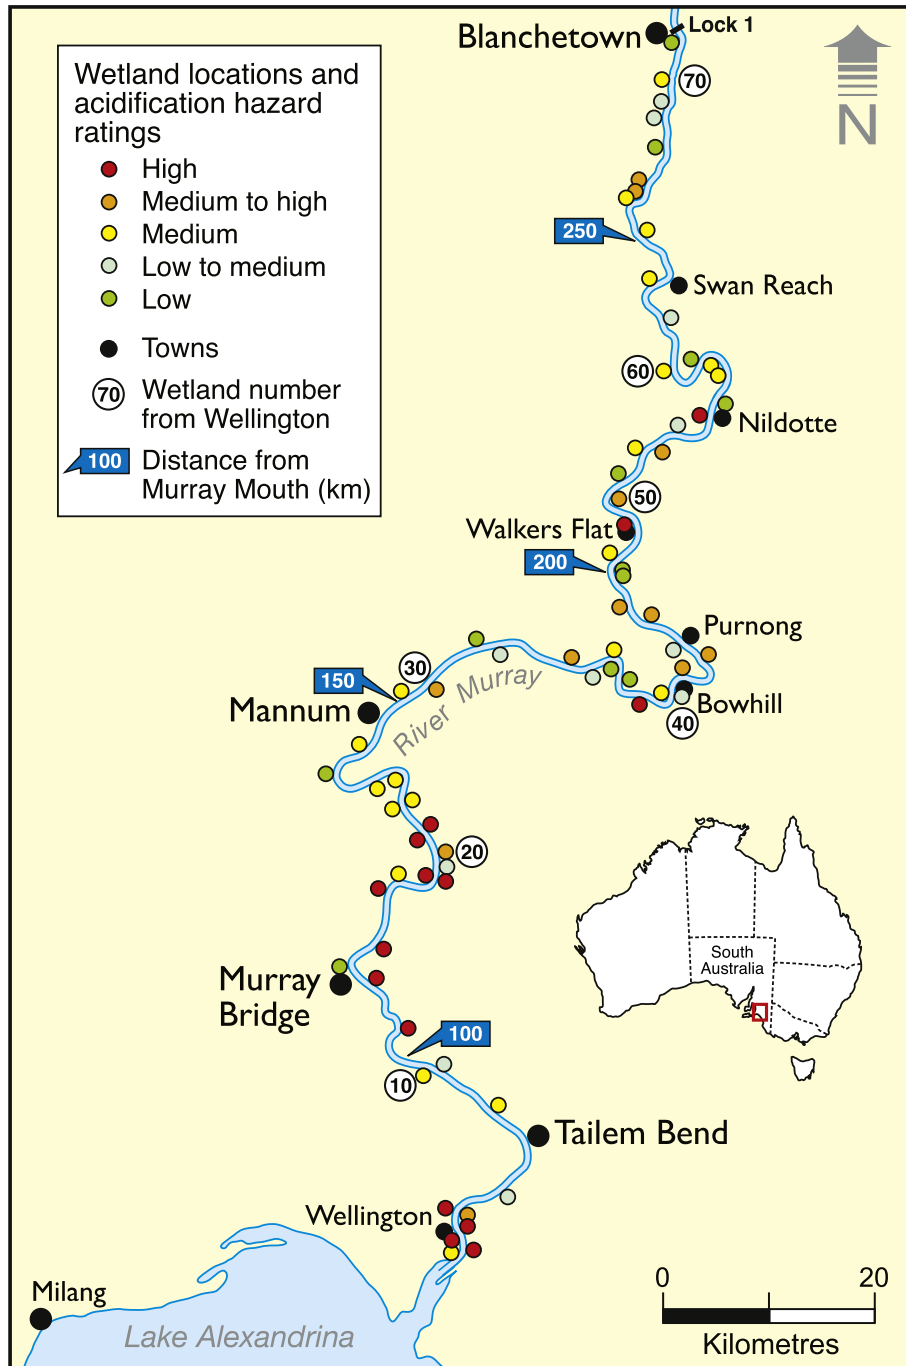 Blanchetown
Lock 1
N
Wetland locations and
acidification hazard
ratings
High
Medium to high
Medium
Low to medium
Low
Towns
70
Wetland number
from Wellington
100
Distance from
Murray Mouth (km)
70
250
Swan Reach
60
Nildotte
50
Walkers Flat
200
Purnong
30
150
Mannum
River Murray
Bowhill
40
20
South
Australia
Murray
Bridge
100
10
Tailem Bend
Wellington
Milang
Lake Alexandrina
0 20
Kilometres